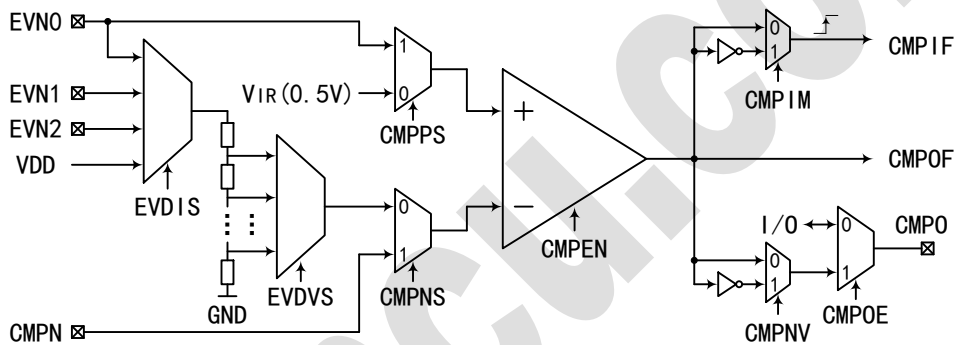 EVN0
EVN1
EVN2
VDD
EVDIS
GND
EVDVS
CMPN
VIR(0.5V)
1
0
CMPPS
0
1
CMPNS
+
−
CMPEN
0
1
CMPIM
CMPIF
CMPOF
I/O
0
1
CMPO
CMPOE
0
1
CMPNV